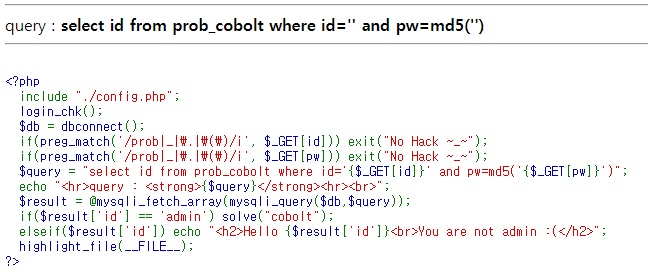 query : select id from prob_cobolt where id='' and pw=md5('')
<?php
include "./config.php";
login_chk();
$db = dbconnect();
if(preg_match('/prob|_|₩.|₩(₩)/i', $_GET[id])) exit("No Hack ~_~");
if(preg_match('/prob|_|₩.|₩(₩)/i', $_GET[pw])) exit("No Hack ~_~");
$query = "select id from prob_cobolt where id='{$_GET[id]}' and pw=md5('{$_GET[pw]}')";
echo "<hr>query : <strong>{$query}</strong><hr><br>";
$result = @mysqli_fetch_array(mysqli_query($db,$query));
if($result['id'] == 'admin') solve("cobolt");
elseif($result['id']) echo "<h2>Hello {$result['id']}<br>You are not admin :(</h2>";
highlight_file(__FILE__);
?>